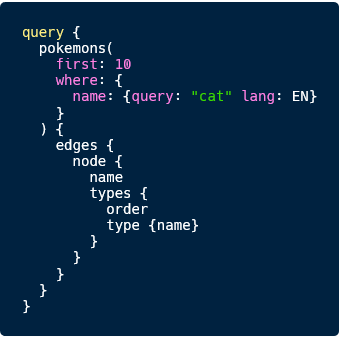 query {
  pokemons(
    first: 10
    where: {
      name: {query: "cat" lang: EN}
    }
  ) {
    edges {
      node {
        name
        types {
          order
          type {name}
        }
      }
    }
  }
}